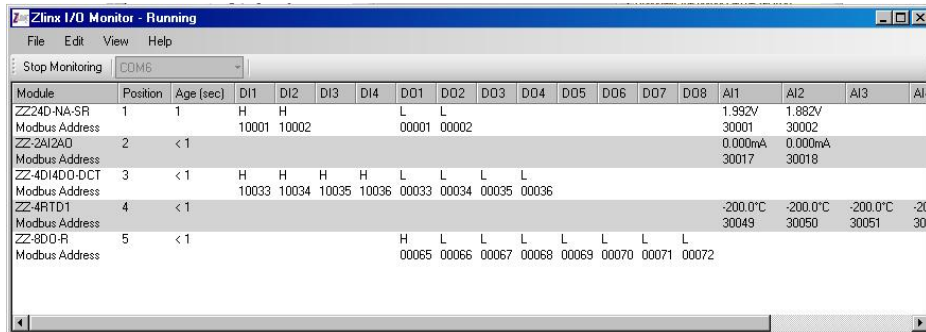 Zlinx I/O Monitor - Running
File Edit View Help
Stop Monitoring COM6
Module Position Age (sec) DI1 DI2 DI3 DI4 DO1 DO2 DO3 DO4 DO5 DO6 DO7 DO8 AI1 AI2 AI3
ZZ24D-NA-SR 1 1 H H L L 1.992V 1.882V
Modbus Address 10001 10002 00001 00002 30001 30002
ZZ-2AI2AO 2 < 1 0.000mA 0.000mA
Modbus Address 30017 30018
ZZ-4DI4DO-DCT 3 < 1 H H H H L L L L
Modbus Address 10033 10034 10035 10036 00033 00034 00035 00036
ZZ-4RTD1 4 < 1 -200.0°C -200.0°C -200.0°C -20
Modbus Address 30049 30050 30051 30
ZZ-8DO-R 5 < 1 H L L L L L L L
Modbus Address 00065 00066 00067 00068 00069 00070 00071 00072